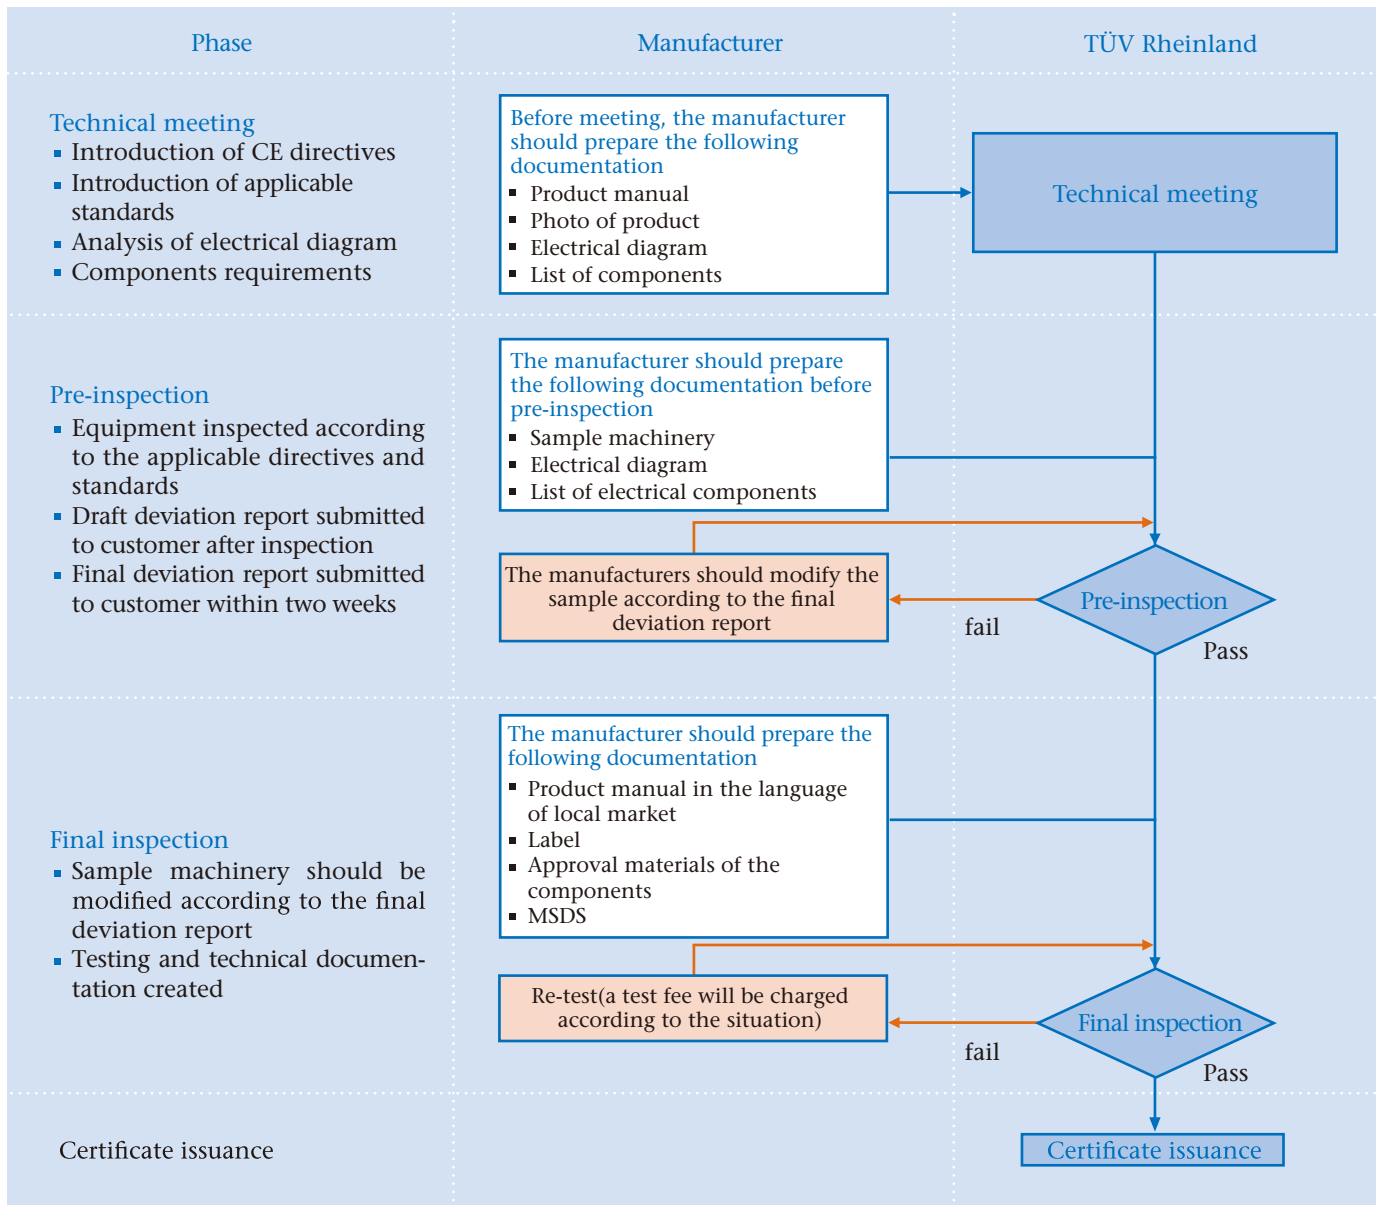 Phase
Manufacturer
TÜV Rheinland
Technical meeting
Introduction of CE directives
Introduction of applicable
standards
Analysis of electrical diagram
Components requirements
Before meeting, the manufacturer
should prepare the following
documentation
Product manual
Photo of product
Electrical diagram
List of components
Technical meeting
Pre-inspection
Equipment inspected according
to the applicable directives and
standards
Draft deviation report submitted
to customer after inspection
Final deviation report submitted
to customer within two weeks
The manufacturer should prepare
the following documentation before
pre-inspection
Sample machinery
Electrical diagram
List of electrical components
The manufacturers should modify the
sample according to the final
deviation report
fail
Pre-inspection
Pass
Final inspection
Sample machinery should be
modified according to the final
deviation report
Testing and technical documen-
tation created
The manufacturer should prepare the
following documentation
Product manual in the language
of local market
Label
Approval materials of the
components
MSDS
Re-test(a test fee will be charged
according to the situation)
fail
Final inspection
Pass
Certificate issuance
Certificate issuance